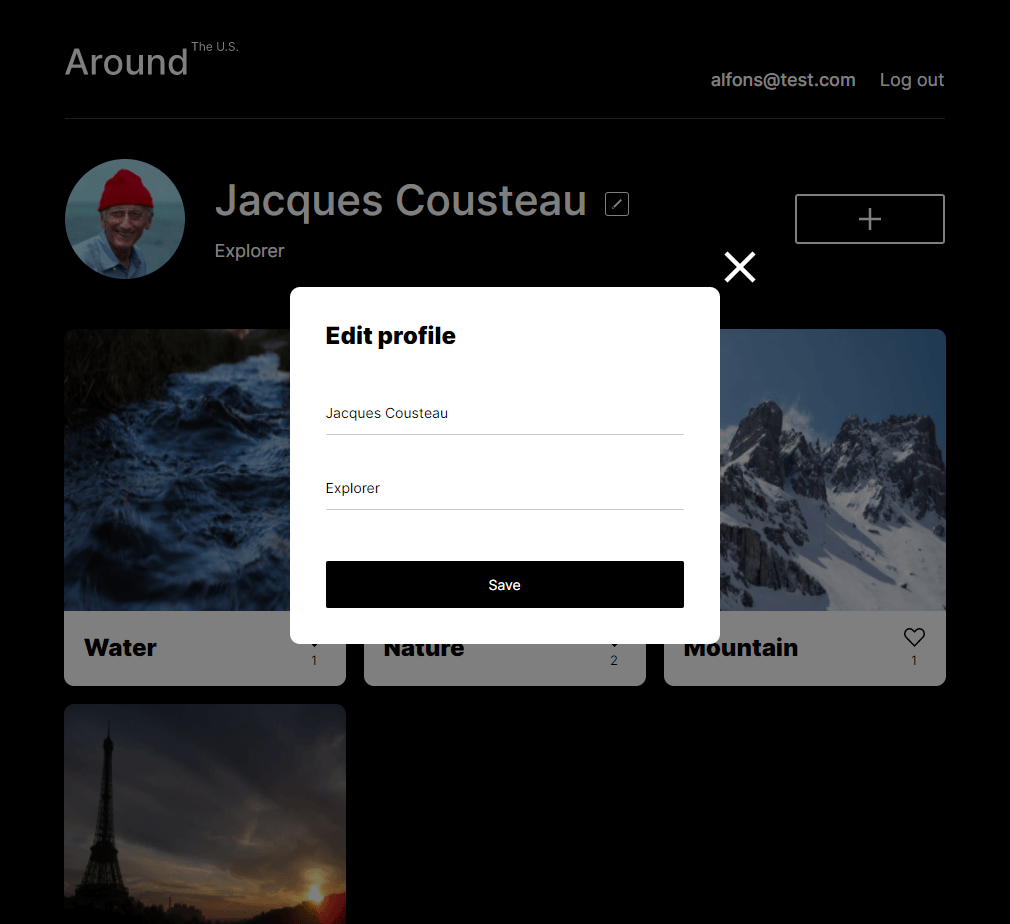 Around The U.S.
alfons@test.com Log out
Jacques Cousteau
Explorer
Edit profile
Jacques Cousteau
Explorer
Save
Water
1
Nature
2
Mountain
1